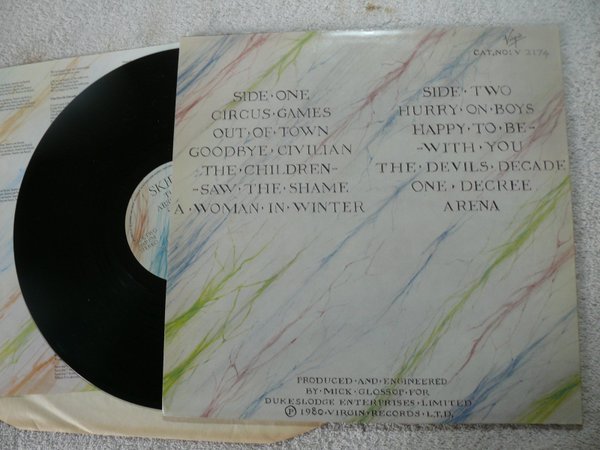 Virgin
CAT.NO: V 2174
SIDE·ONE
CIRCUS·GAMES
OUT·OF·TOWN
GOODBYE·CIVILIAN
·THE·CHILDREN–
–SAW·THE·SHAME
A·WOMAN·IN·WINTER
SIDE·TWO
HURRY·ON·BOYS
HAPPY·TO·BE–
–WITH·YOU
THE·DEVILS·DECADE
ONE·DECREE
ARENA
PRODUCED·AND·ENGINEERED
BY·MICK·GLOSSOP·FOR
DUKESLODGE·ENTERPRISES·LIMITED
Ⓟ·1980·VIRGIN·RECORDS·L.T.D.